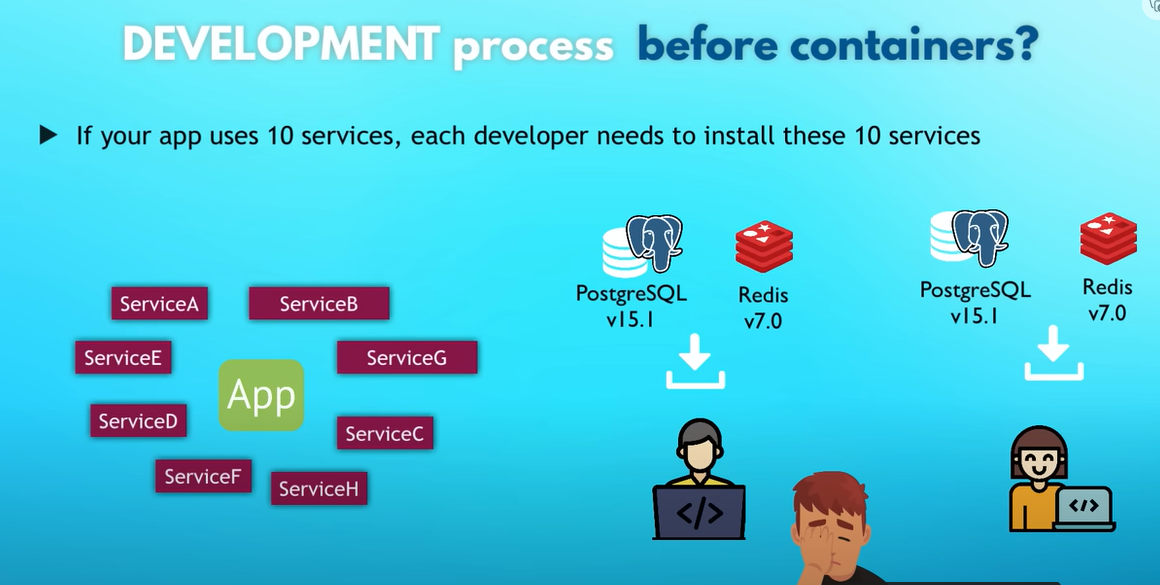 DEVELOPMENT process before containers?
If your app uses 10 services, each developer needs to install these 10 services
ServiceA
ServiceB
ServiceE
ServiceG
App
ServiceD
ServiceC
ServiceF
ServiceH
PostgreSQL
v15.1
Redis
v7.0
PostgreSQL
v15.1
Redis
v7.0
</>
</>